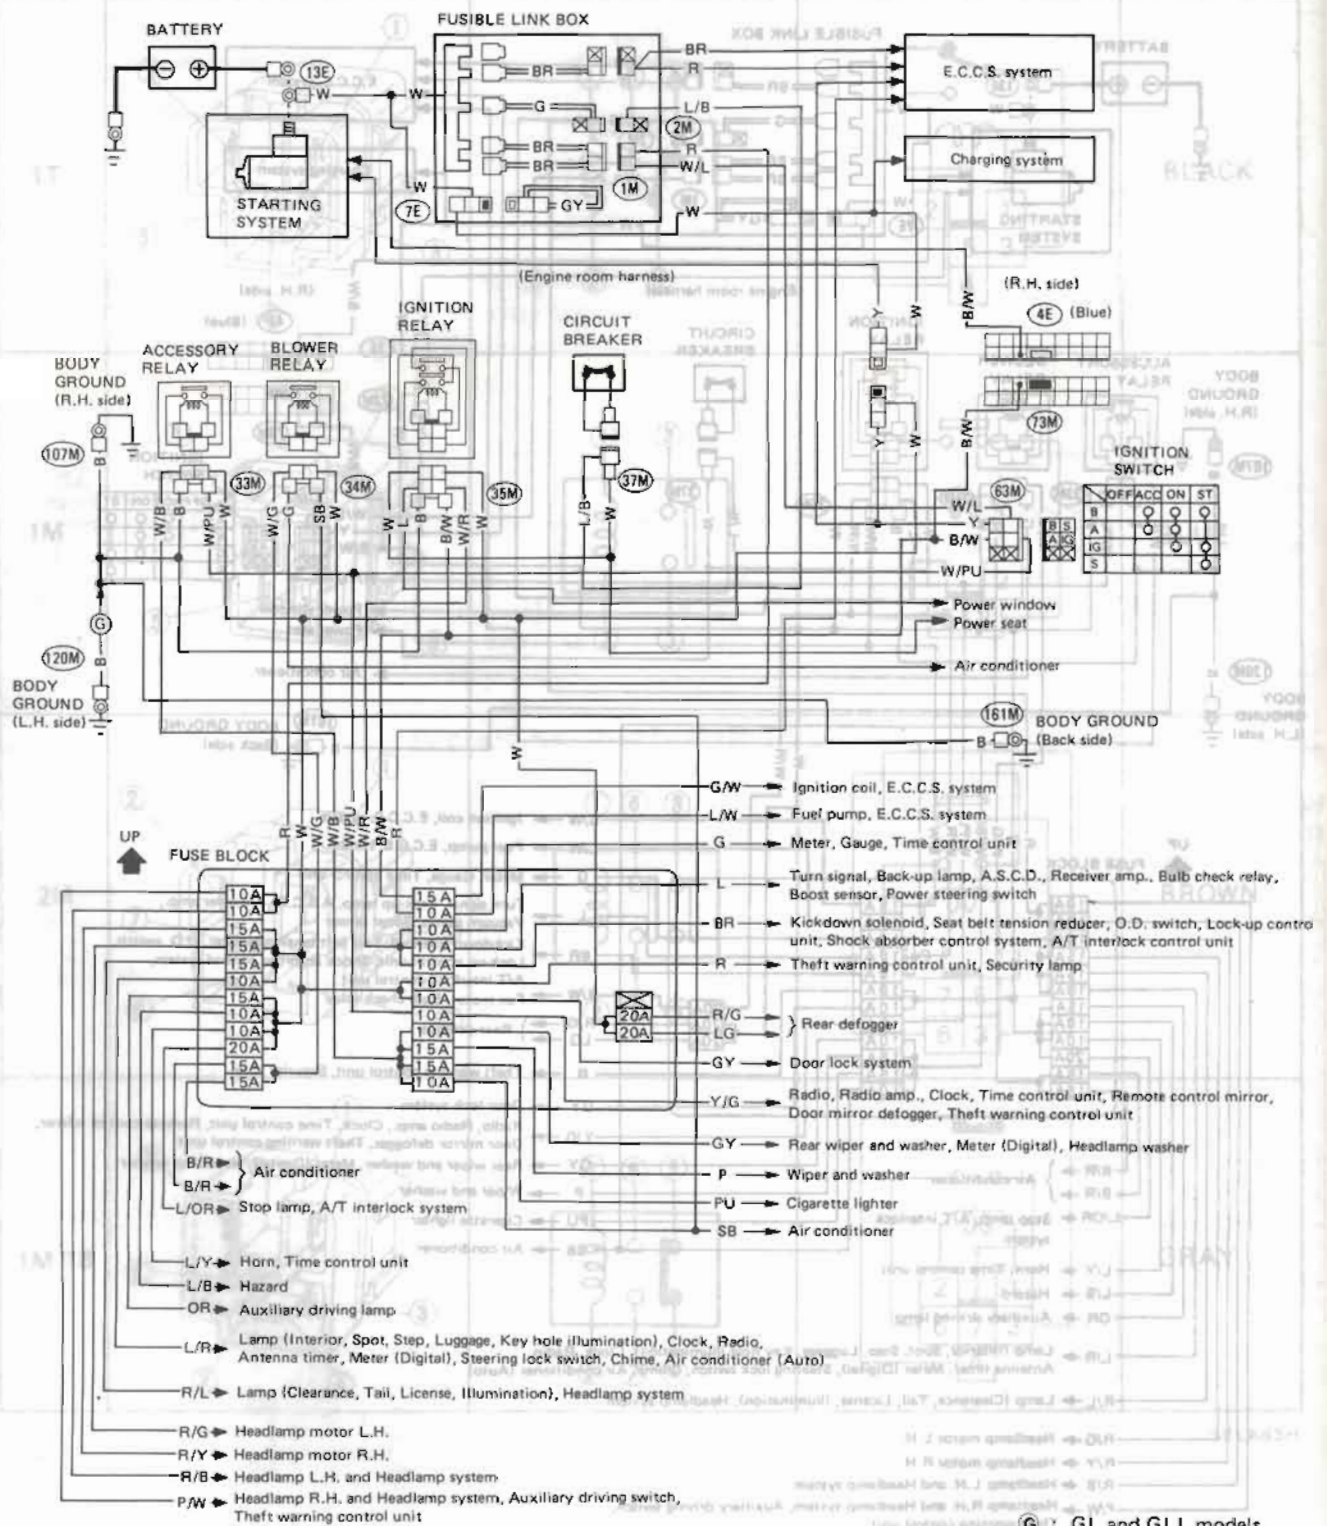 BATTERY
FUSIBLE LINK BOX
13E
W
W
BR
G
BR
BR
GY
BR
R
L/B
2M
R
W/L
1M
W
E.C.C.S. system
Charging system
STARTING
SYSTEM
W
7E
(Engine room harness)
(R.H. side)
4E (Blue)
B/W
Y
W
ACCESSORY
RELAY
BLOWER
RELAY
IGNITION
RELAY
CIRCUIT
BREAKER
BODY
GROUND
(R.H. side)
107M
B
33M
34M
35M
37M
73M
63M
W/B
B
W/PU
W
W/G
G
SB
W
W
L
B
B/W
W/R
W
L/B
W
Y
W
B/W
IGNITION
SWITCH
OFF ACC ON ST
B
A
IG
S
B S
A IG
W/L
Y
B/W
W/PU
Power window
Power seat
Air conditioner
G
120M
B
BODY
GROUND
(L.H. side)
161M
B
BODY GROUND
(Back side)
W
UP
FUSE BLOCK
R
W
W/G
W/B
W/PU
W/R
B/W
R
10A
10A
15A
15A
15A
10A
15A
10A
10A
20A
15A
15A
15A
10A
10A
10A
10A
10A
10A
10A
10A
15A
15A
10A
20A
20A
G/W Ignition coil, E.C.C.S. system
L/W Fuel pump, E.C.C.S. system
G Meter, Gauge, Time control unit
L Turn signal, Back-up lamp, A.S.C.D., Receiver amp., Bulb check relay,
Boost sensor, Power steering switch
BR Kickdown solenoid, Seat belt tension reducer, O.D. switch, Lock-up control
unit, Shock absorber control system, A/T interlock control unit
R Theft warning control unit, Security lamp
R/G
LG
Rear defogger
GY Door lock system
Y/G Radio, Radio amp., Clock, Time control unit, Remote control mirror,
Door mirror defogger, Theft warning control unit
GY Rear wiper and washer, Meter (Digital), Headlamp washer
P Wiper and washer
PU Cigarette lighter
SB Air conditioner
B/R
B/R
Air conditioner
L/OR Stop lamp, A/T interlock system
L/Y Horn, Time control unit
L/B Hazard
OR Auxiliary driving lamp
L/R Lamp (Interior, Spot, Step, Luggage, Key hole illumination), Clock, Radio,
Antenna timer, Meter (Digital), Steering lock switch, Chime, Air conditioner (Auto)
R/L Lamp (Clearance, Tail, License, Illumination), Headlamp system
R/G Headlamp motor L.H.
R/Y Headlamp motor R.H.
R/B Headlamp L.H. and Headlamp system
P/W Headlamp R.H. and Headlamp system, Auxiliary driving switch,
Theft warning control unit
G : GL and GLL models